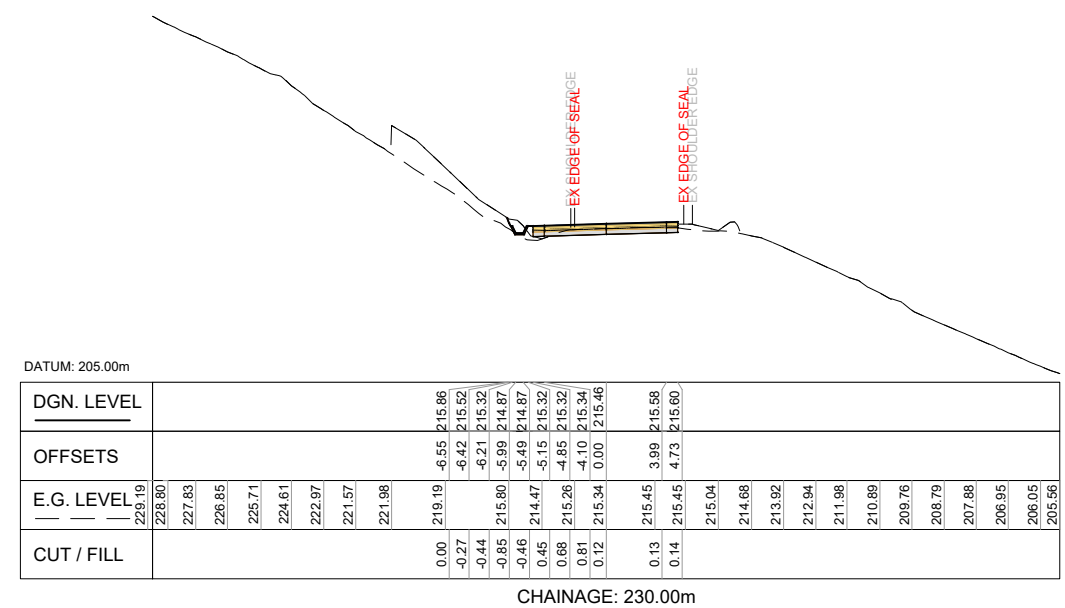 EX SHOULDER EDGE
EX EDGE OF SEAL
EX EDGE OF SEAL
EX SHOULDER EDGE
DATUM: 205.00m
DGN. LEVEL 215.86 215.52 215.32 214.87 214.87 215.32 215.32 215.34 215.46 215.58 215.60
OFFSETS -6.55 -6.42 -6.21 -5.99 -5.49 -5.15 -4.85 -4.10 0.00 3.99 4.73
E.G. LEVEL 229.19 228.80 227.83 226.85 225.71 224.61 222.97 221.57 221.98 219.19 215.80 214.47 215.26 215.34 215.45 215.45 215.04 214.68 213.92 212.94 211.98 210.89 209.76 208.79 207.88 206.95 206.05 205.56
CUT / FILL 0.00 -0.27 -0.44 -0.85 -0.46 0.45 0.68 0.81 0.12 0.13 0.14
CHAINAGE: 230.00m